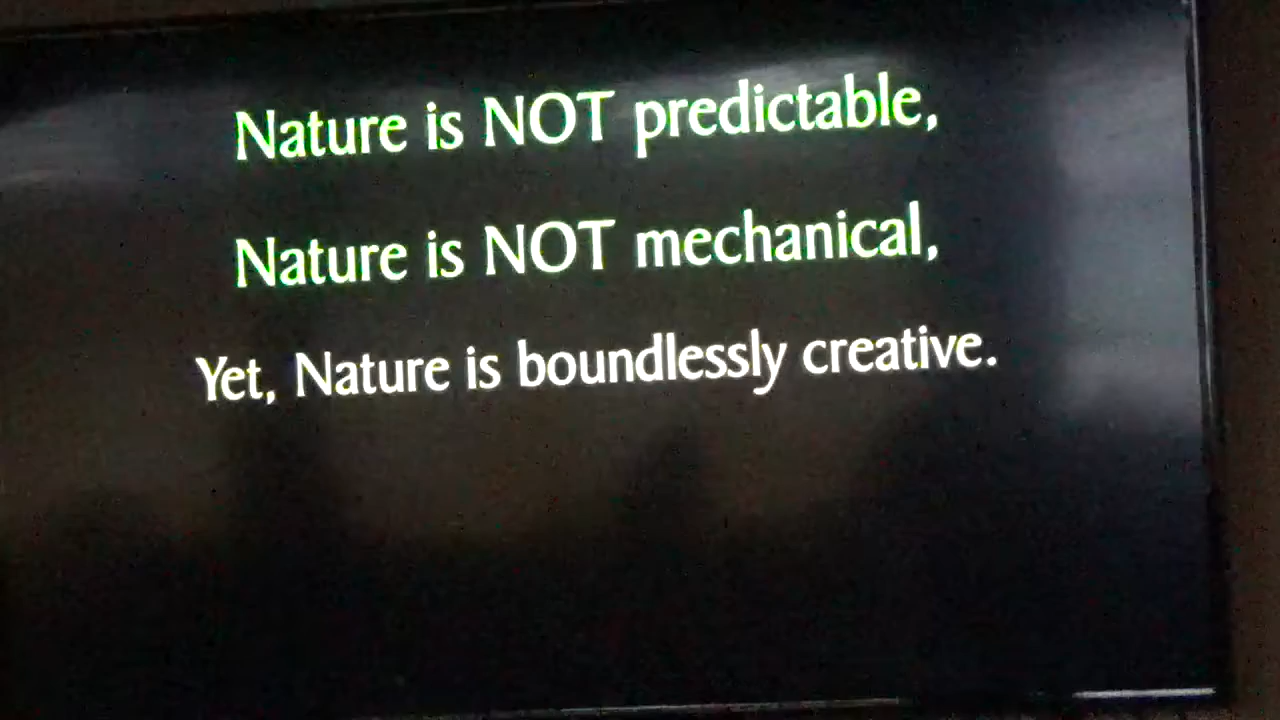 Nature is NOT predictable,
Nature is NOT mechanical,
Yet, Nature is boundlessly creative.